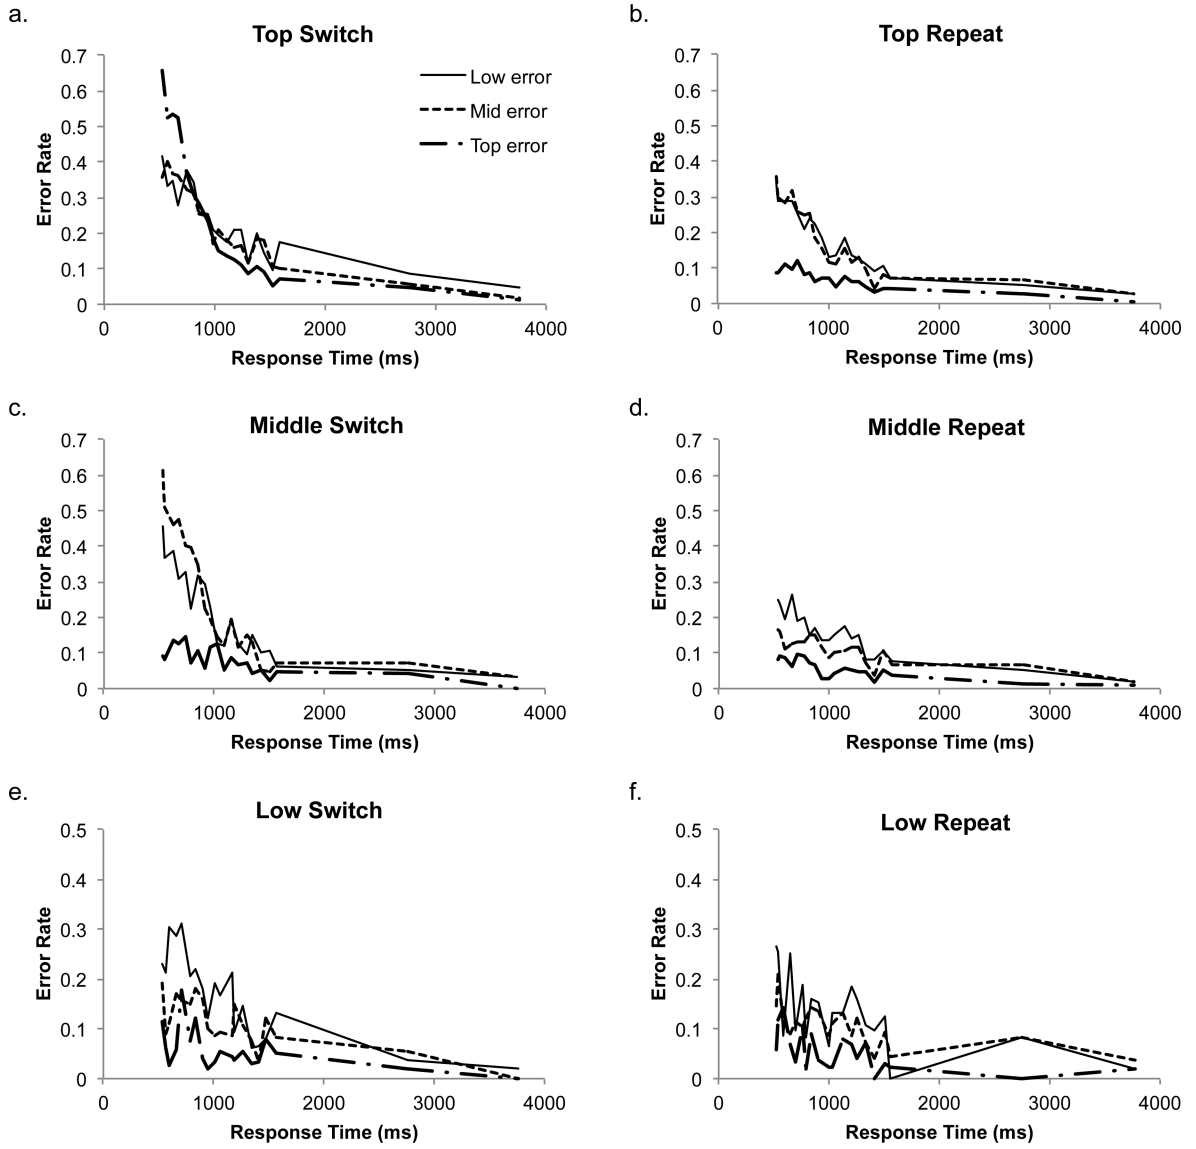 a.
Top Switch
0.7
0.6
0.5
0.4
0.3
0.2
0.1
0
Error Rate
0 1000 2000 3000 4000
Response Time (ms)
Low error
Mid error
Top error
b.
Top Repeat
0.7
0.6
0.5
0.4
0.3
0.2
0.1
0
Error Rate
0 1000 2000 3000 4000
Response Time (ms)
c.
Middle Switch
0.7
0.6
0.5
0.4
0.3
0.2
0.1
0
Error Rate
0 1000 2000 3000 4000
Response Time (ms)
d.
Middle Repeat
0.7
0.6
0.5
0.4
0.3
0.2
0.1
0
Error Rate
0 1000 2000 3000 4000
Response Time (ms)
e.
Low Switch
0.5
0.4
0.3
0.2
0.1
0
Error Rate
0 1000 2000 3000 4000
Response Time (ms)
f.
Low Repeat
0.5
0.4
0.3
0.2
0.1
0
Error Rate
0 1000 2000 3000 4000
Response Time (ms)